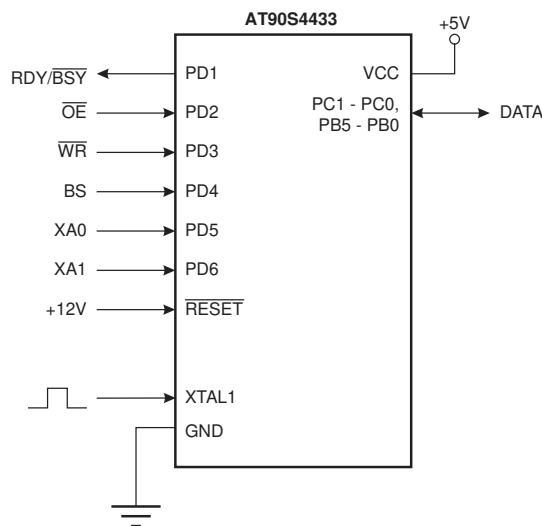 AT90S4433
+5V
RDY/BSY
PD1
VCC
PC1 - PC0,
PB5 - PB0
DATA
OE
PD2
WR
PD3
BS
PD4
XA0
PD5
XA1
PD6
+12V
RESET
XTAL1
GND